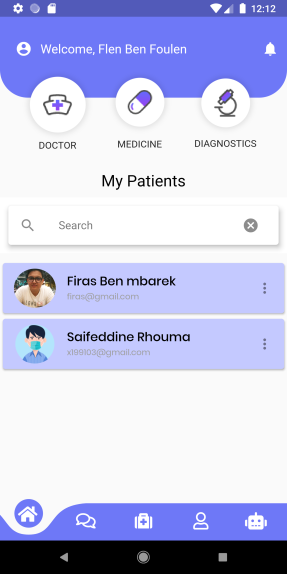 12:12
Welcome, Flen Ben Foulen
DOCTOR
MEDICINE
DIAGNOSTICS
My Patients
Search
Firas Ben mbarek
firas@gmail.com
Saifeddine Rhouma
x199103@gmail.com